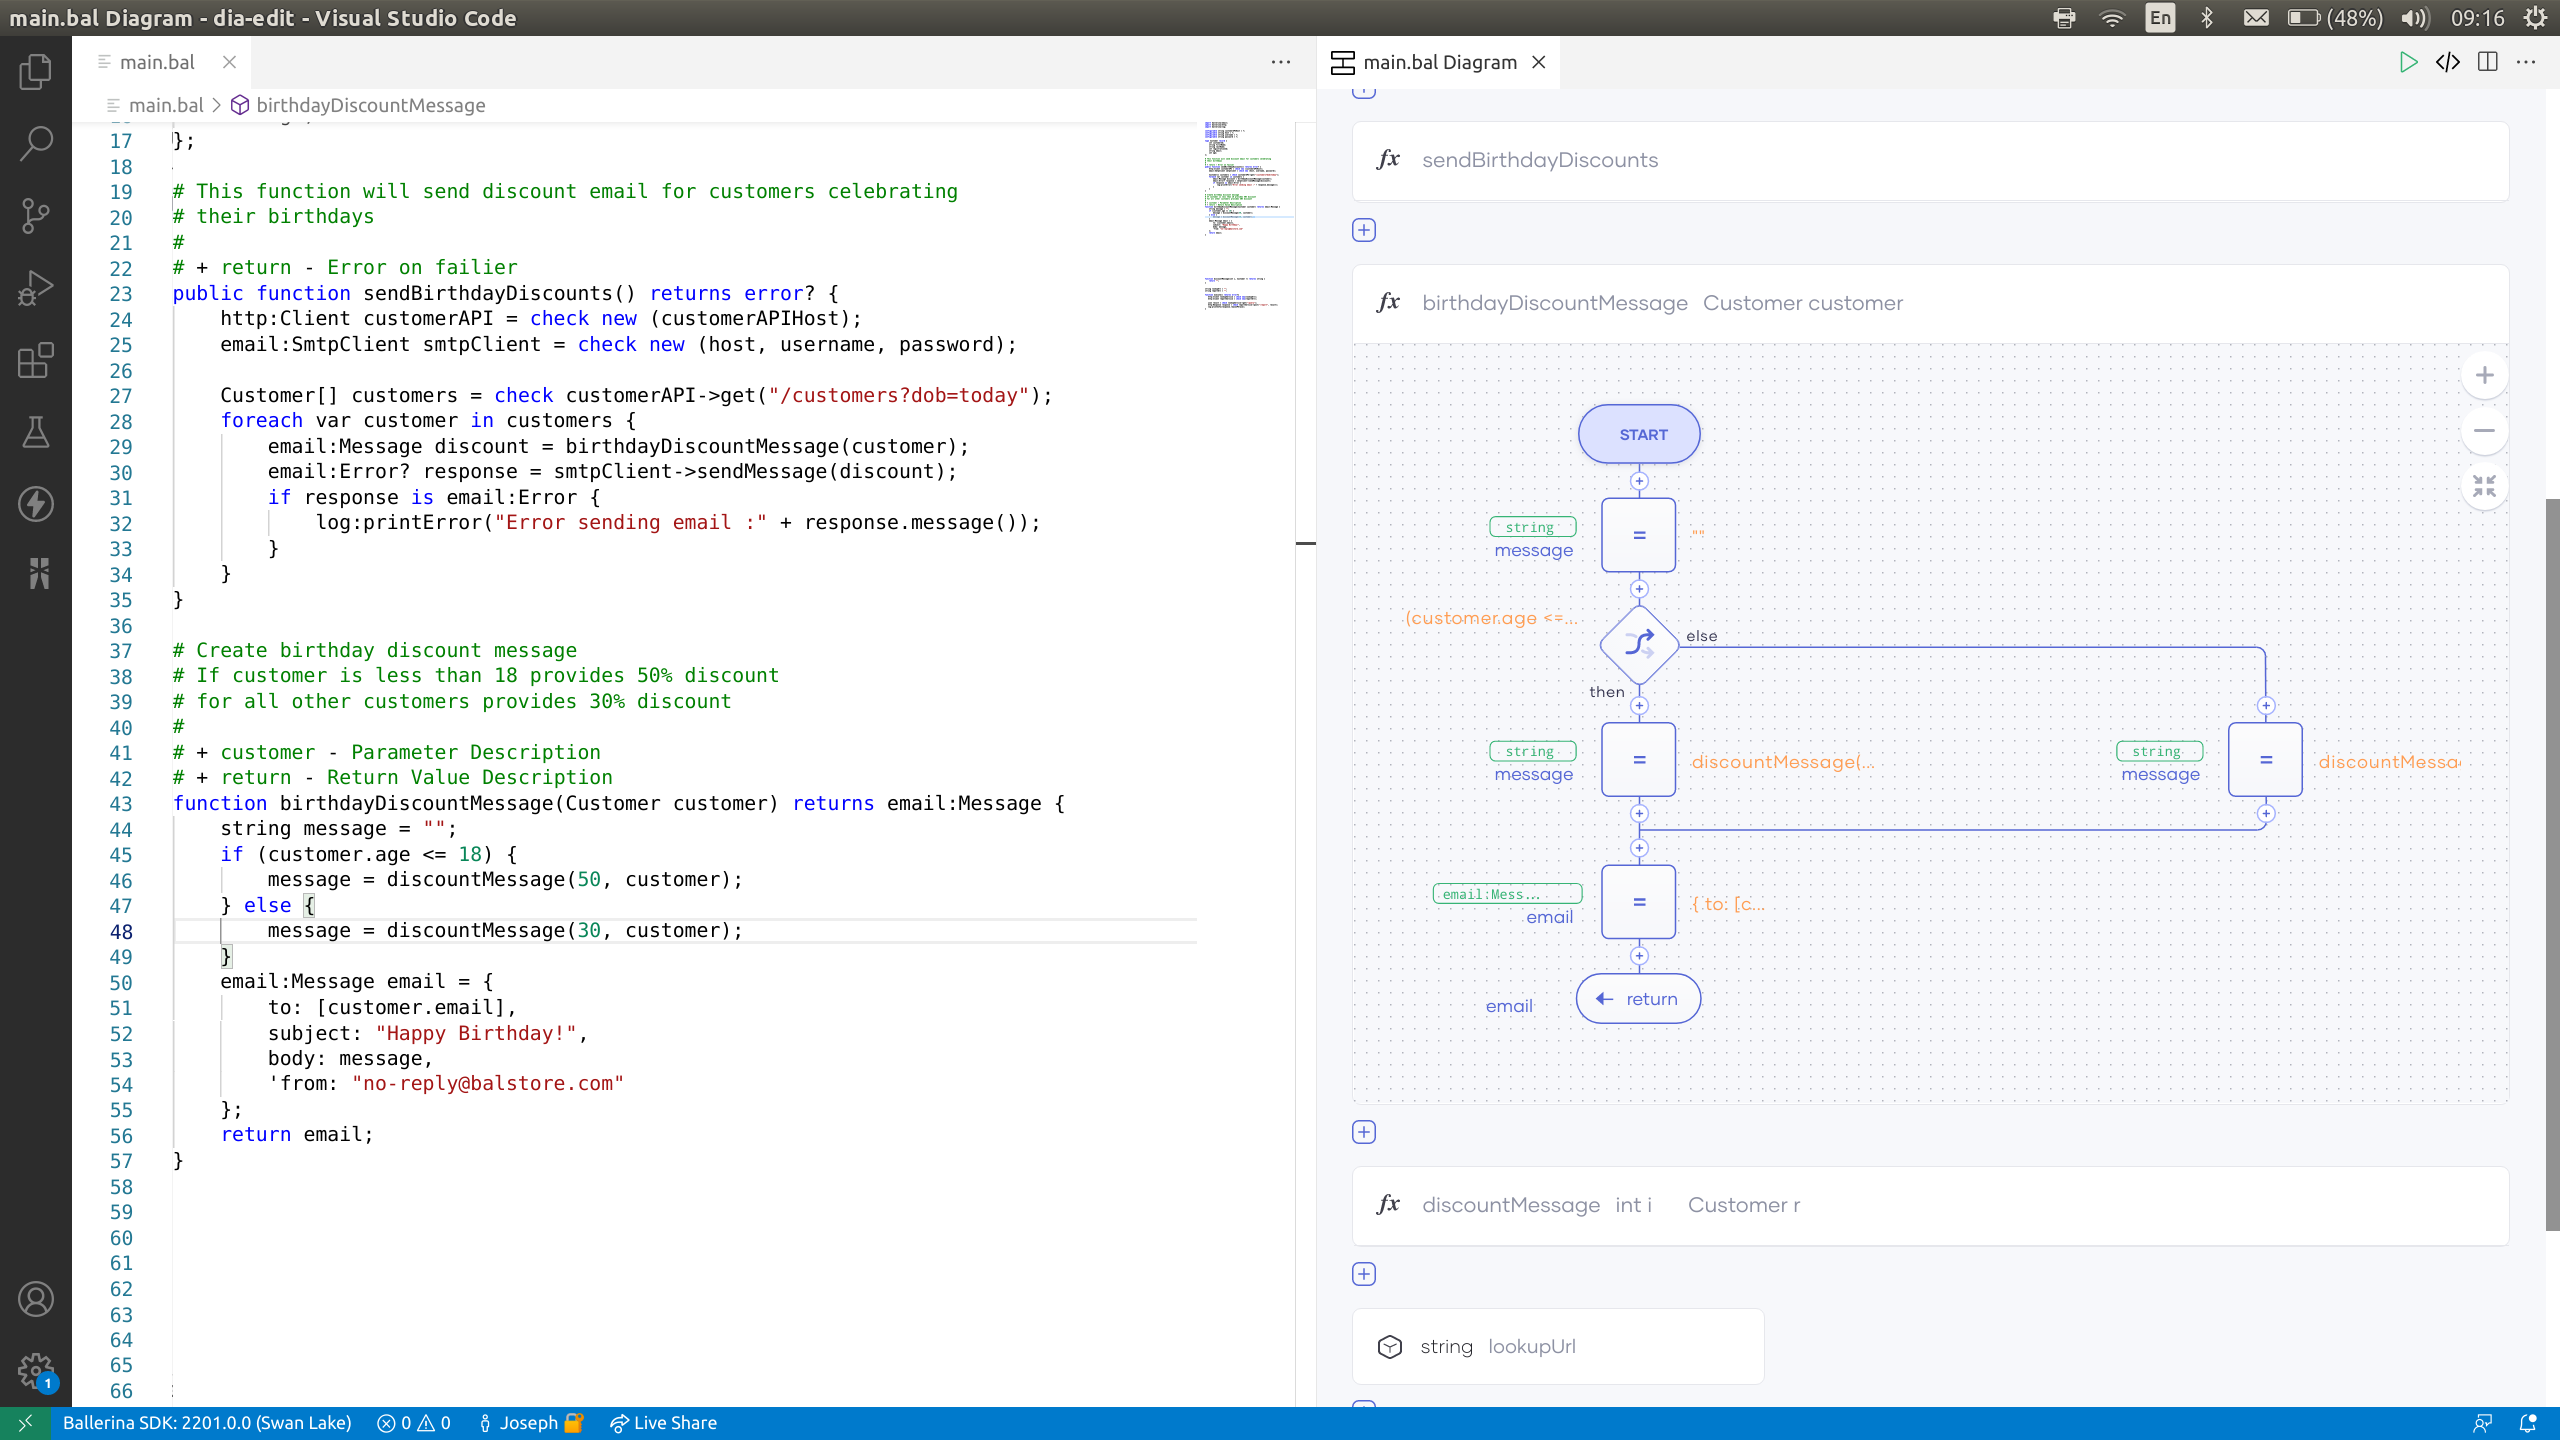 main.bal Diagram - dia-edit - Visual Studio Code
En
(48%)
09:16
main.bal
main.bal > birthdayDiscountMessage
17 };
18
19 # This function will send discount email for customers celebrating
20 # their birthdays
21 #
22 # + return - Error on failier
23 public function sendBirthdayDiscounts() returns error? {
24 http:Client customerAPI = check new (customerAPIHost);
25 email:SmtpClient smtpClient = check new (host, username, password);
26
27 Customer[] customers = check customerAPI->get("/customers?dob=today");
28 foreach var customer in customers {
29 email:Message discount = birthdayDiscountMessage(customer);
30 email:Error? response = smtpClient->sendMessage(discount);
31 if response is email:Error {
32 log:printError("Error sending email :" + response.message());
33 }
34 }
35 }
36
37 # Create birthday discount message
38 # If customer is less than 18 provides 50% discount
39 # for all other customers provides 30% discount
40 #
41 # + customer - Parameter Description
42 # + return - Return Value Description
43 function birthdayDiscountMessage(Customer customer) returns email:Message {
44 string message = "";
45 if (customer.age <= 18) {
46 message = discountMessage(50, customer);
47 } else {
48 message = discountMessage(30, customer);
49 }
50 email:Message email = {
51 to: [customer.email],
52 subject: "Happy Birthday!",
53 body: message,
54 'from: "no-reply@balstore.com"
55 };
56 return email;
57 }
58
59
60
61
62
63
64
65
66
main.bal Diagram
fx sendBirthdayDiscounts
fx birthdayDiscountMessage Customer customer
START
string
message
=
""
(customer.age <=...
else
then
string
message
=
discountMessage(...
string
message
=
discountMessa
email:Mess...
email
=
{ to: [c...
email
return
fx discountMessage int i Customer r
string lookupUrl
1
Ballerina SDK: 2201.0.0 (Swan Lake)
0
0
Joseph
Live Share